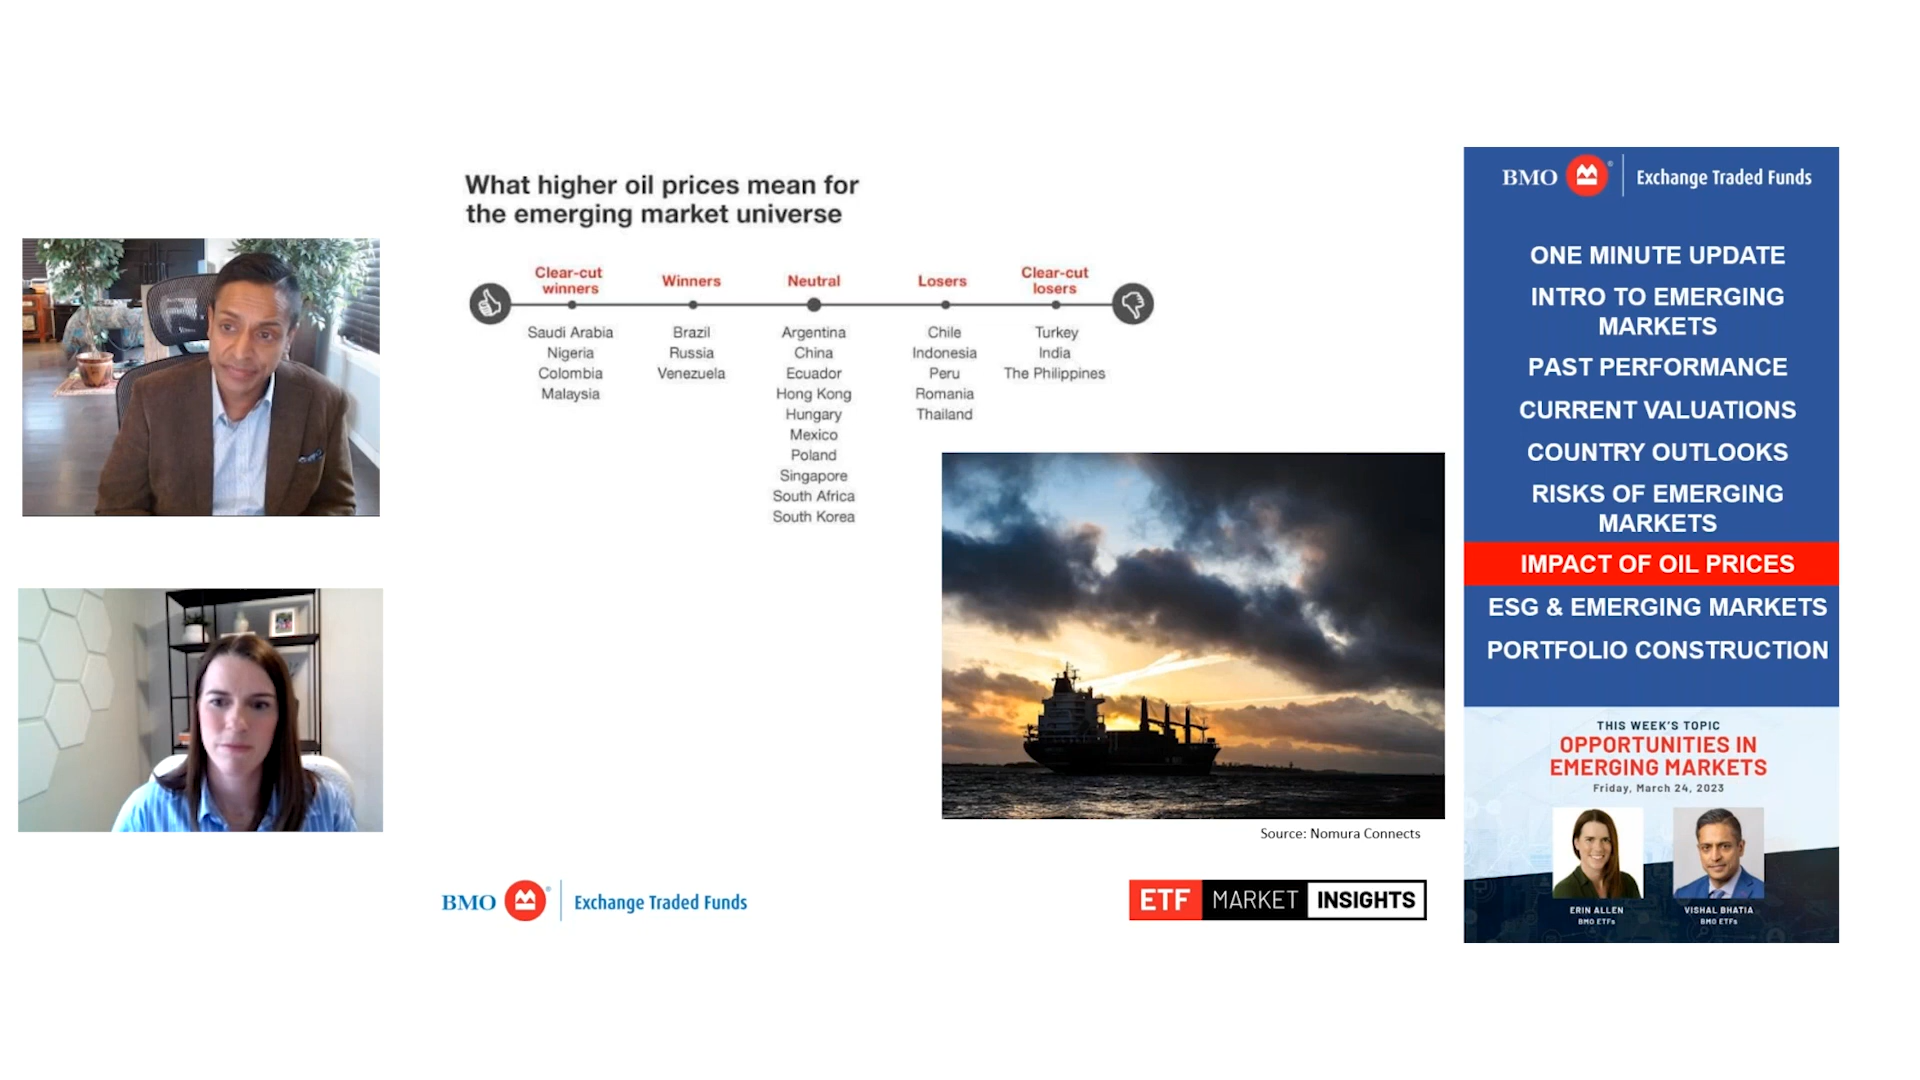 What higher oil prices mean for
the emerging market universe
Clear-cut
winners
Saudi Arabia
Nigeria
Colombia
Malaysia
Winners
Brazil
Russia
Venezuela
Neutral
Argentina
China
Ecuador
Hong Kong
Hungary
Mexico
Poland
Singapore
South Africa
South Korea
Losers
Chile
Indonesia
Peru
Romania
Thailand
Clear-cut
losers
Turkey
India
The Philippines
Source: Nomura Connects
BMO ® Exchange Traded Funds
ETF MARKET INSIGHTS
BMO ® Exchange Traded Funds
ONE MINUTE UPDATE
INTRO TO EMERGING
MARKETS
PAST PERFORMANCE
CURRENT VALUATIONS
COUNTRY OUTLOOKS
RISKS OF EMERGING
MARKETS
IMPACT OF OIL PRICES
ESG & EMERGING MARKETS
PORTFOLIO CONSTRUCTION
THIS WEEK'S TOPIC
OPPORTUNITIES IN
EMERGING MARKETS
Friday, March 24, 2023
ERIN ALLEN
BMO ETFs
VISHAL BHATIA
BMO ETFs